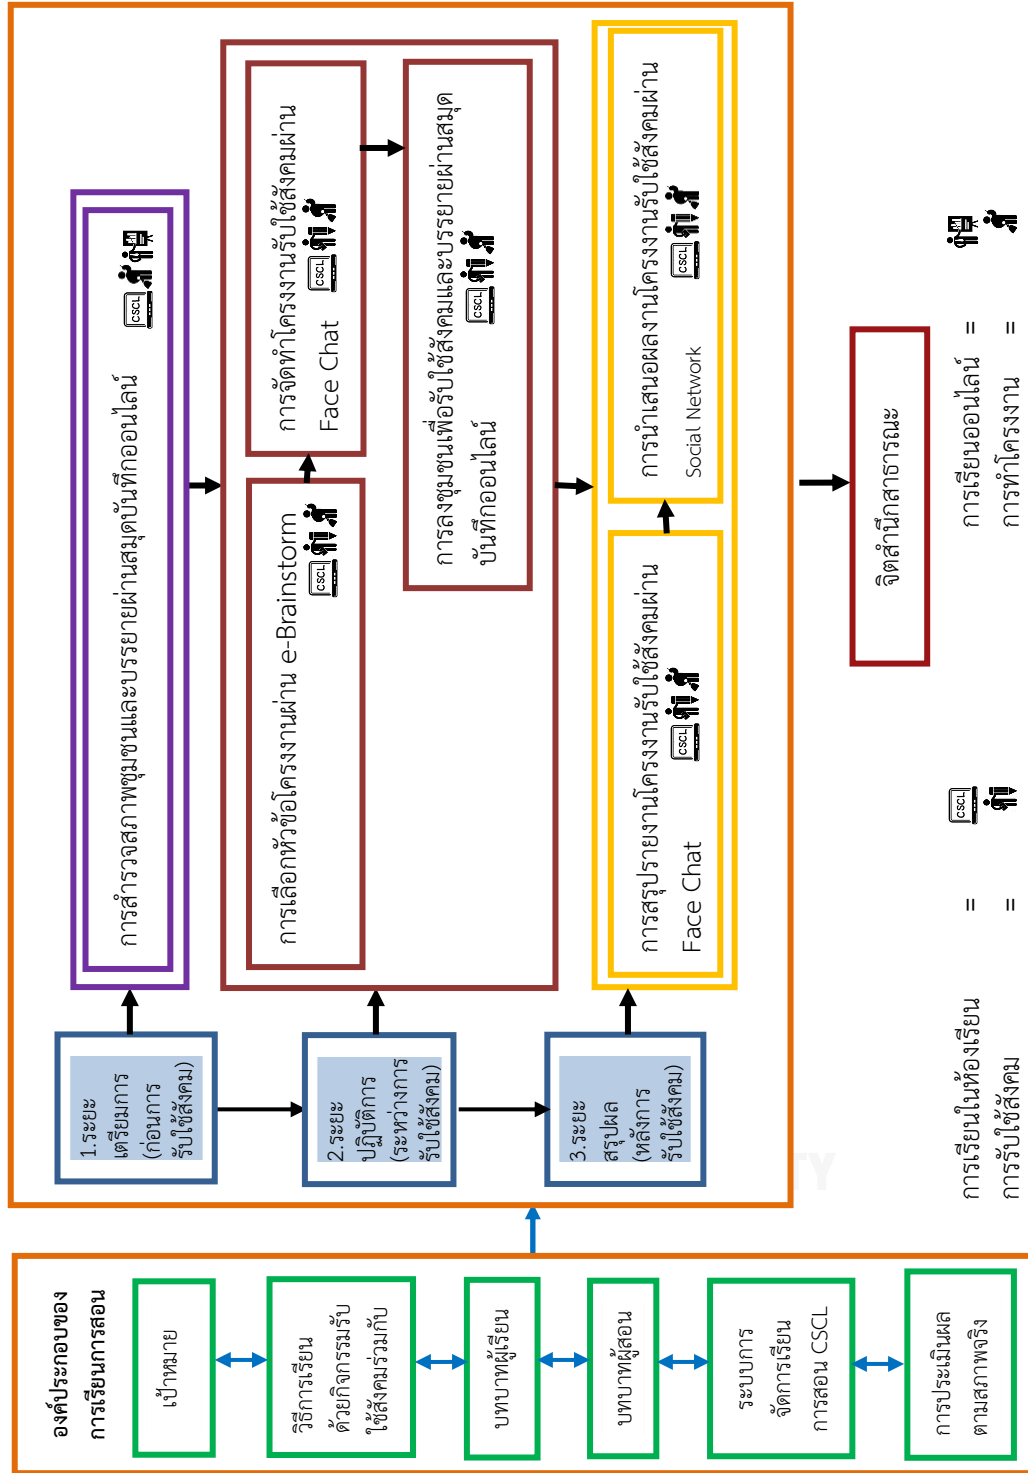 องค์ประกอบของ
การเรียนการสอน
เป้าหมาย
วิธีการเรียน
ด้วยกิจกรรมรับ
ใช้สังคมร่วมกับ
บทบาทผู้เรียน
บทบาทผู้สอน
ระบบการ
จัดการเรียน
การสอน CSCL
การประเมินผล
ตามสภาพจริง
1.ระยะ
เตรียมการ
(ก่อนการ
รับใช้สังคม)
การสำรวจสภาพชุมชนและบรรยายผ่านสมุดบันทึกออนไลน์
CSCL
2.ระยะ
ปฏิบัติการ
(ระหว่างการ
รับใช้สังคม)
การเลือกหัวข้อโครงงานผ่าน e-Brainstorm
CSCL
การจัดทำโครงงานรับใช้สังคมผ่าน
Face Chat
CSCL
การลงชุมชนเพื่อรับใช้สังคมและบรรยายผ่านสมุด
บันทึกออนไลน์
CSCL
3.ระยะ
สรุปผล
(หลังการ
รับใช้สังคม)
การสรุปรายงานโครงงานรับใช้สังคมผ่าน
Face Chat
CSCL
การนำเสนอผลงานโครงงานรับใช้สังคมผ่าน
Social Network
CSCL
จิตสำนึกสาธารณะ
การเรียนในห้องเรียน = CSCL
การเรียนออนไลน์ =
การรับใช้สังคม =
การทำโครงงาน =